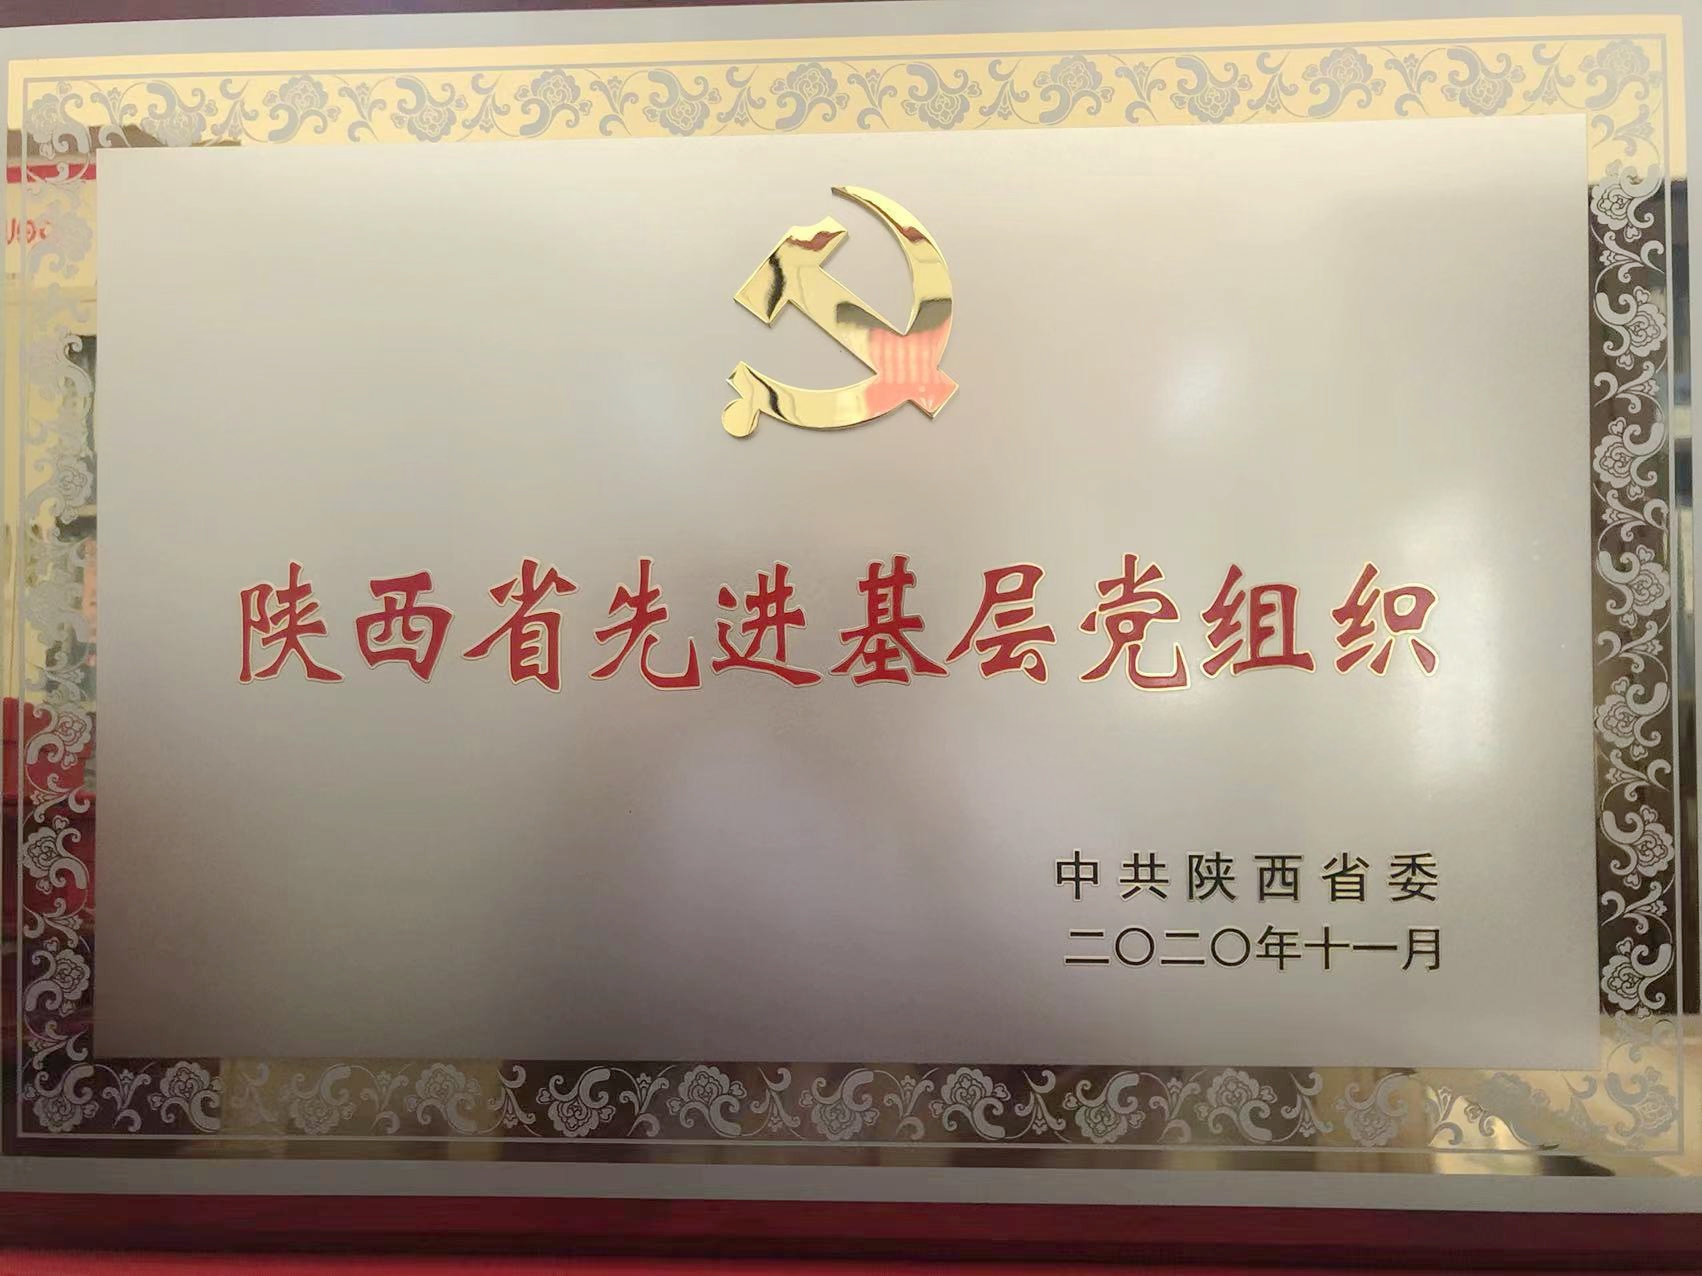 陕西省先进基层党组织
中共陕西省委
二〇二〇年十一月